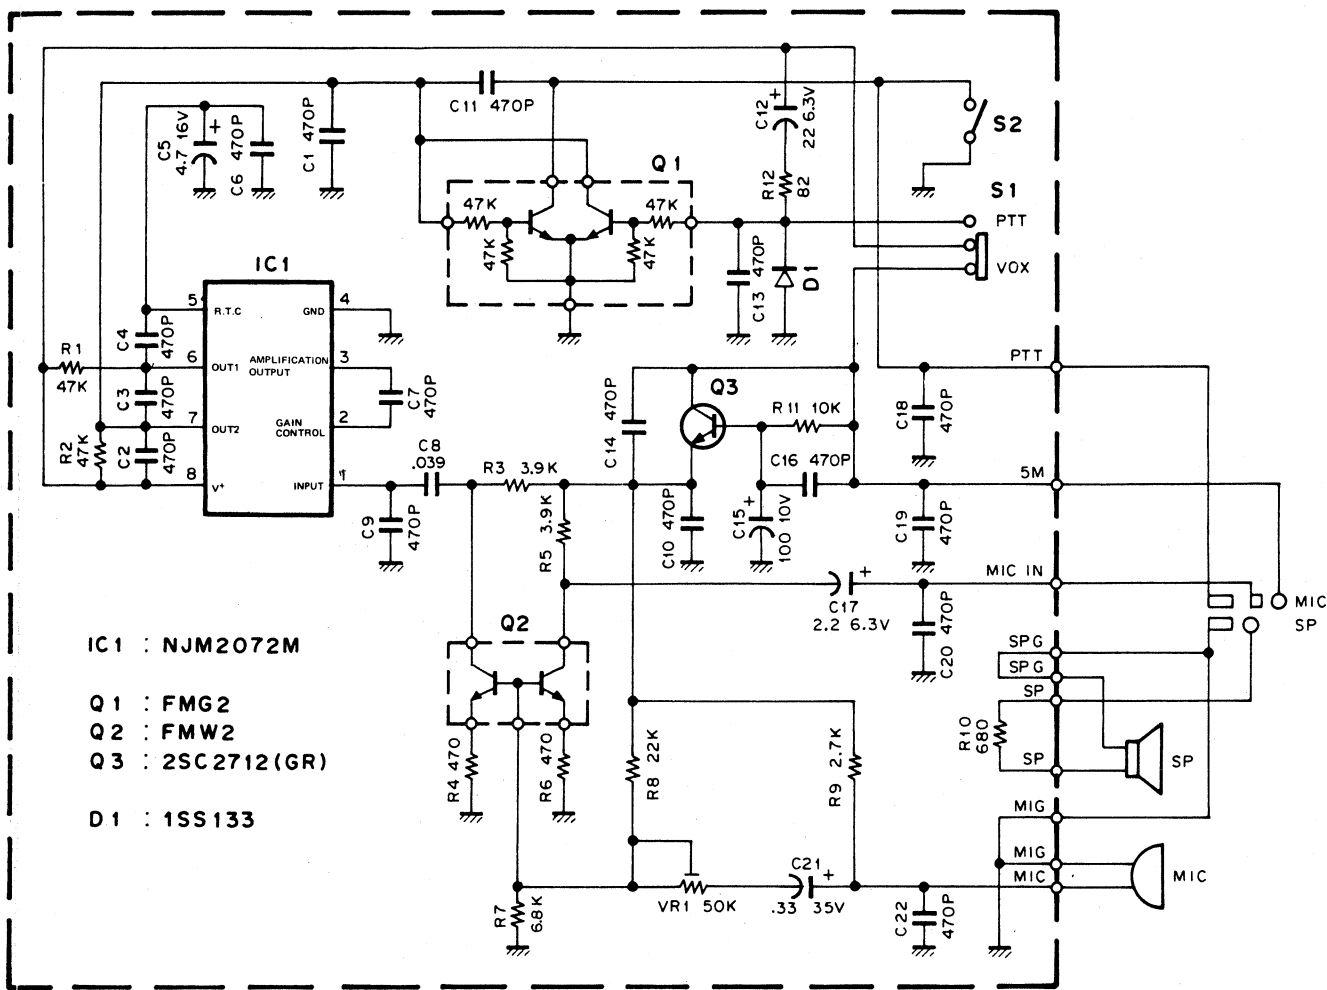 C11 470P
C12 22 6.3V
+
S2
C5 4.7 16V
+
C6 470P
C1 470P
Q1
R12 82
S1
47K
47K
47K
47K
PTT
C13 470P
D1
VOX
IC1
5 R.T.C
GND 4
C4 470P
R1 47K
6 OUT1
AMPLIFICATION OUTPUT 3
C3 470P
C7 470P
7 OUT2
GAIN CONTROL 2
R2 47K
C2 470P
8 V+
INPUT 1
PTT
Q3
C14 470P
R11 10K
C18 470P
C8 .039
R3 3.9K
C16 470P
5M
C9 470P
R5 3.9K
C10 470P
C15 100 10V
+
C19 470P
MIC IN
C17 2.2 6.3V
+
C20 470P
MIC
SP
Q2
SPG
SPG
SP
R10 680
SP
SP
IC1 : NJM2072M
Q1 : FMG2
Q2 : FMW2
Q3 : 2SC2712(GR)
D1 : 1SS133
R4 470
R6 470
R8 22K
R9 2.7K
MIG
MIG
MIC
MIC
C21 .33 35V
+
VR1 50K
R7 6.8K
C22 470P